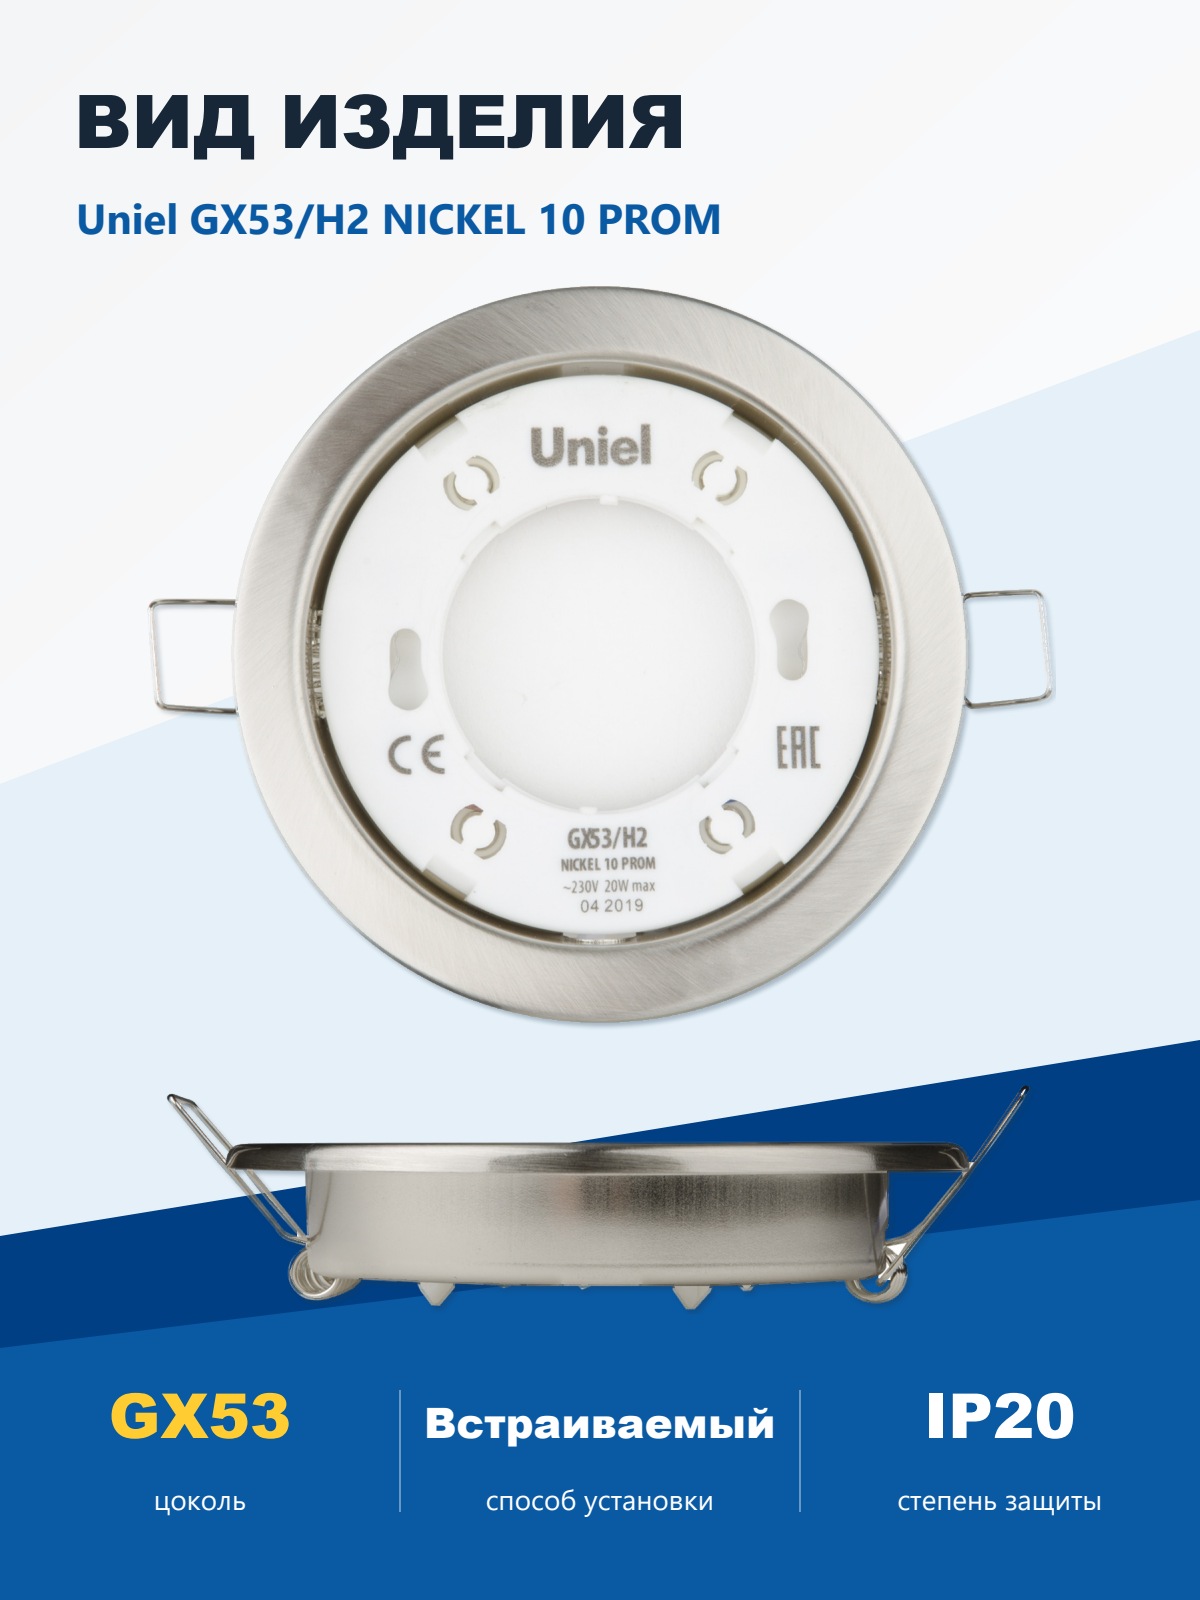 ВИД ИЗДЕЛИЯ
Uniel GX53/H2 NICKEL 10 PROM
Uniel
CE
EAC
GX53/H2
NICKEL 10 PROM
~230V 20W max
04 2019
GX53
цоколь
Встраиваемый
способ установки
IP20
степень защиты